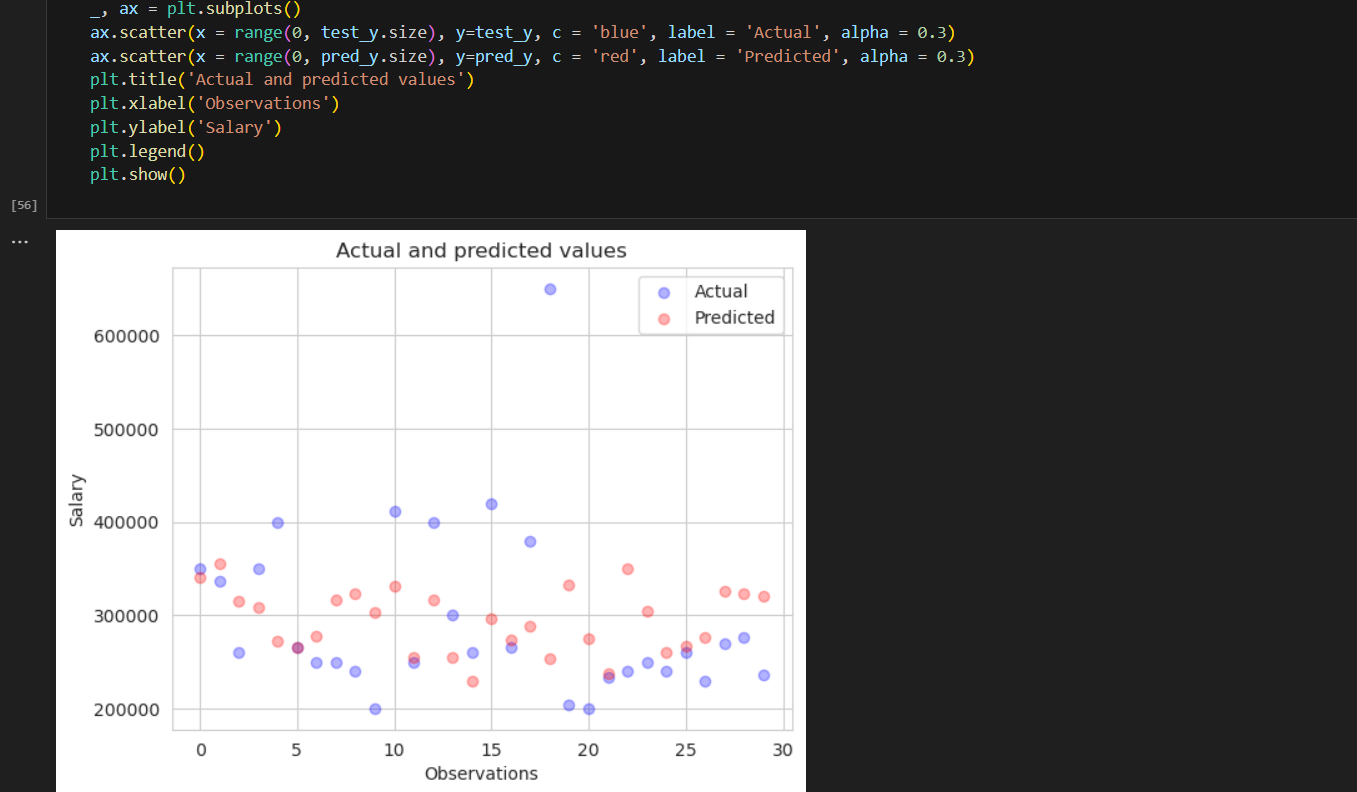 _, ax = plt.subplots()
ax.scatter(x = range(0, test_y.size), y=test_y, c = 'blue', label = 'Actual', alpha = 0.3)
ax.scatter(x = range(0, pred_y.size), y=pred_y, c = 'red', label = 'Predicted', alpha = 0.3)
plt.title('Actual and predicted values')
plt.xlabel('Observations')
plt.ylabel('Salary')
plt.legend()
plt.show()
[56]
...
Actual and predicted values
Actual
Predicted
600000
500000
400000
300000
200000
Salary
0 5 10 15 20 25 30
Observations